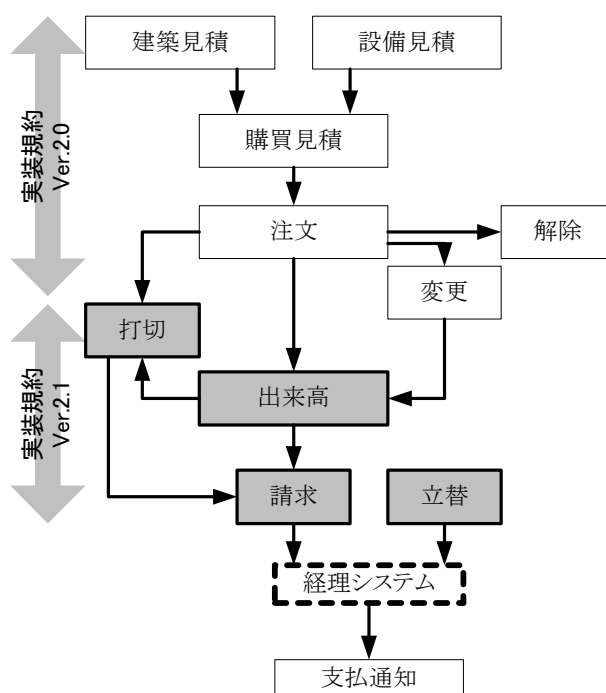 建築見積
設備見積
購買見積
注文
解除
変更
打切
出来高
請求
立替
経理システム
支払通知
実装規約
Ver.2.0
実装規約
Ver.2.1